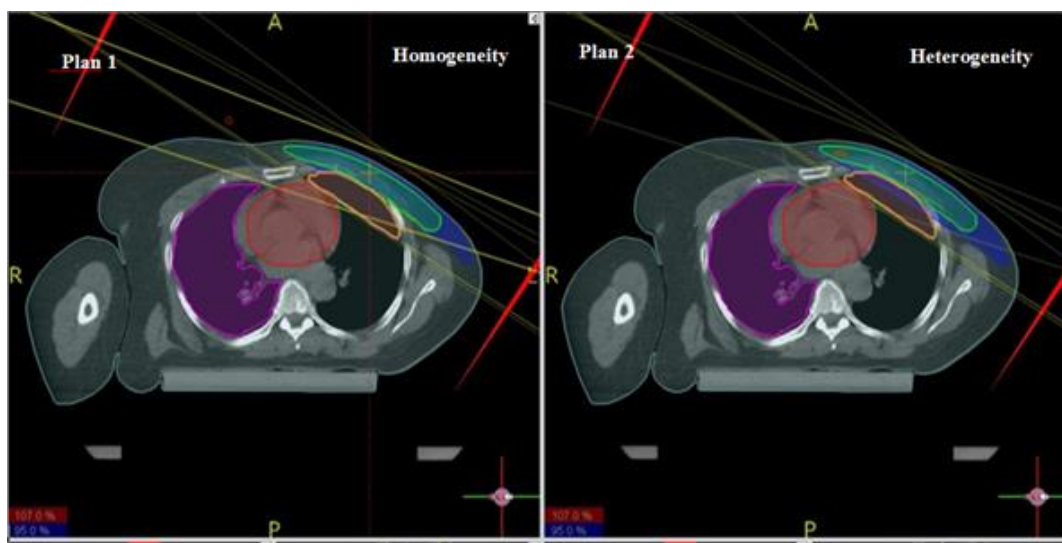 A
Plan 1
Homogeneity
R
107.0 %
95.0 %
P
A
Plan 2
Heterogeneity
R
107.0 %
95.0 %
P